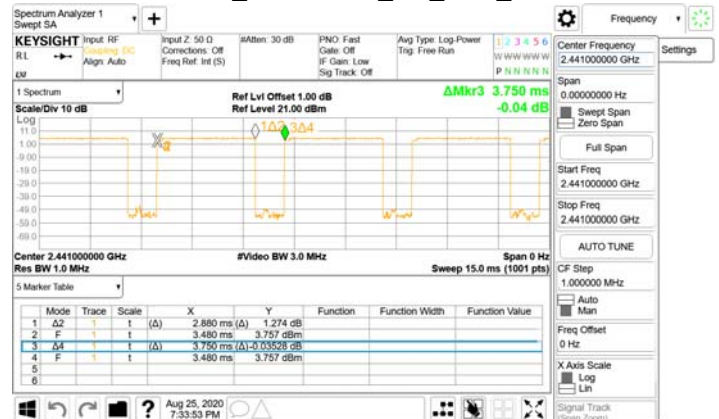 Spectrum Analyzer 1
Swept SA
+
Frequency
KEYSIGHT
Input: RF
Coupling: DC
Align: Auto
Input Z: 50 Ω
Corrections: Off
Freq Ref: Int (S)
#Atten: 30 dB
PNO: Fast
Gate: Off
IF Gain: Low
Sig Track: Off
Avg Type: Log-Power
Trig: Free Run
1 2 3 4 5 6
W W W W W W
P N N N N N
RL
Center Frequency
2.441000000 GHz
Settings
Span
0.00000000 Hz
Swept Span
Zero Span
Full Span
Start Freq
2.441000000 GHz
Stop Freq
2.441000000 GHz
AUTO TUNE
CF Step
1.000000 MHz
Auto
Man
Freq Offset
0 Hz
X Axis Scale
Log
Lin
Signal Track
(Span Zoom)
1 Spectrum
Scale/Div 10 dB
Ref Lvl Offset 1.00 dB
Ref Level 21.00 dBm
ΔMkr3 3.750 ms
-0.04 dB
Log
11.0
1.00
-9.00
-19.0
-29.0
-39.0
-49.0
-59.0
-69.0
1Δ2
3Δ4
Center 2.441000000 GHz
Res BW 1.0 MHz
#Video BW 3.0 MHz
Span 0 Hz
Sweep 15.0 ms (1001 pts)
5 Marker Table
Mode Trace Scale X Y Function Function Width Function Value
1 Δ2 1 t (Δ) 2.880 ms (Δ) 1.274 dB
2 F 1 t 3.480 ms 3.757 dBm
3 Δ4 1 t (Δ) 3.750 ms (Δ) -0.03528 dB
4 F 1 t 3.480 ms 3.757 dBm
5
6
?
Aug 25, 2020
7:33:53 PM